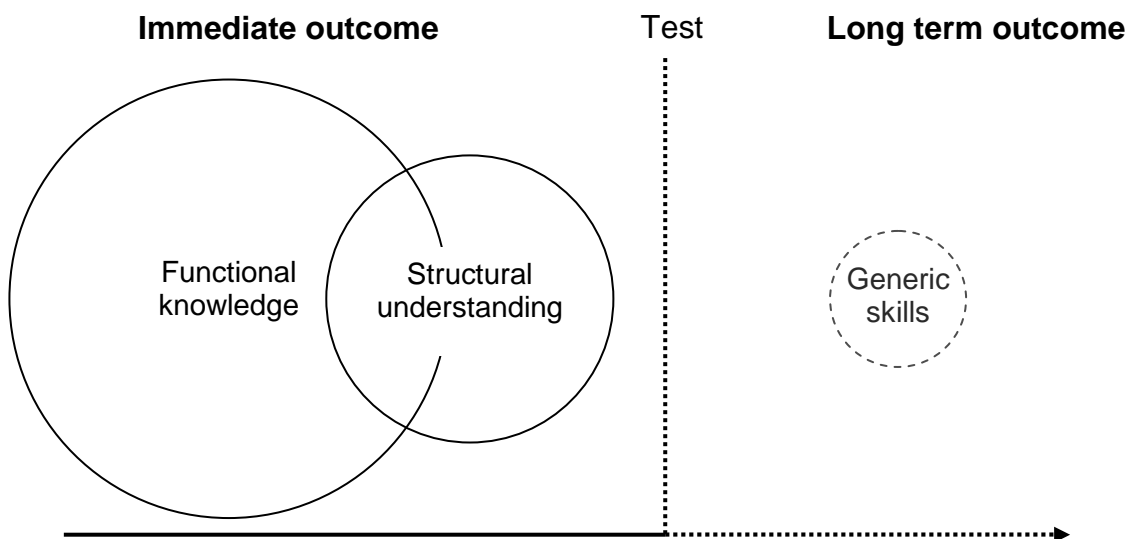 Immediate outcome
Test
Long term outcome
Functional
knowledge
Structural
understanding
Generic
skills